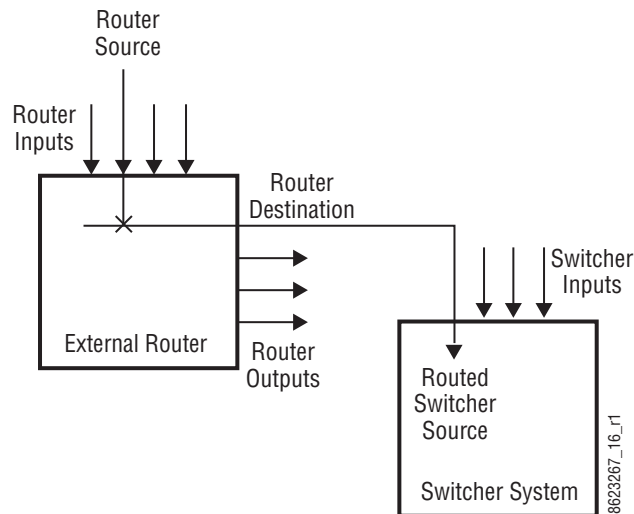 Router
Source
Router
Inputs
Router
Destination
Switcher
Inputs
External Router
Router
Outputs
Routed
Switcher
Source
Switcher System
8623267_16_r1